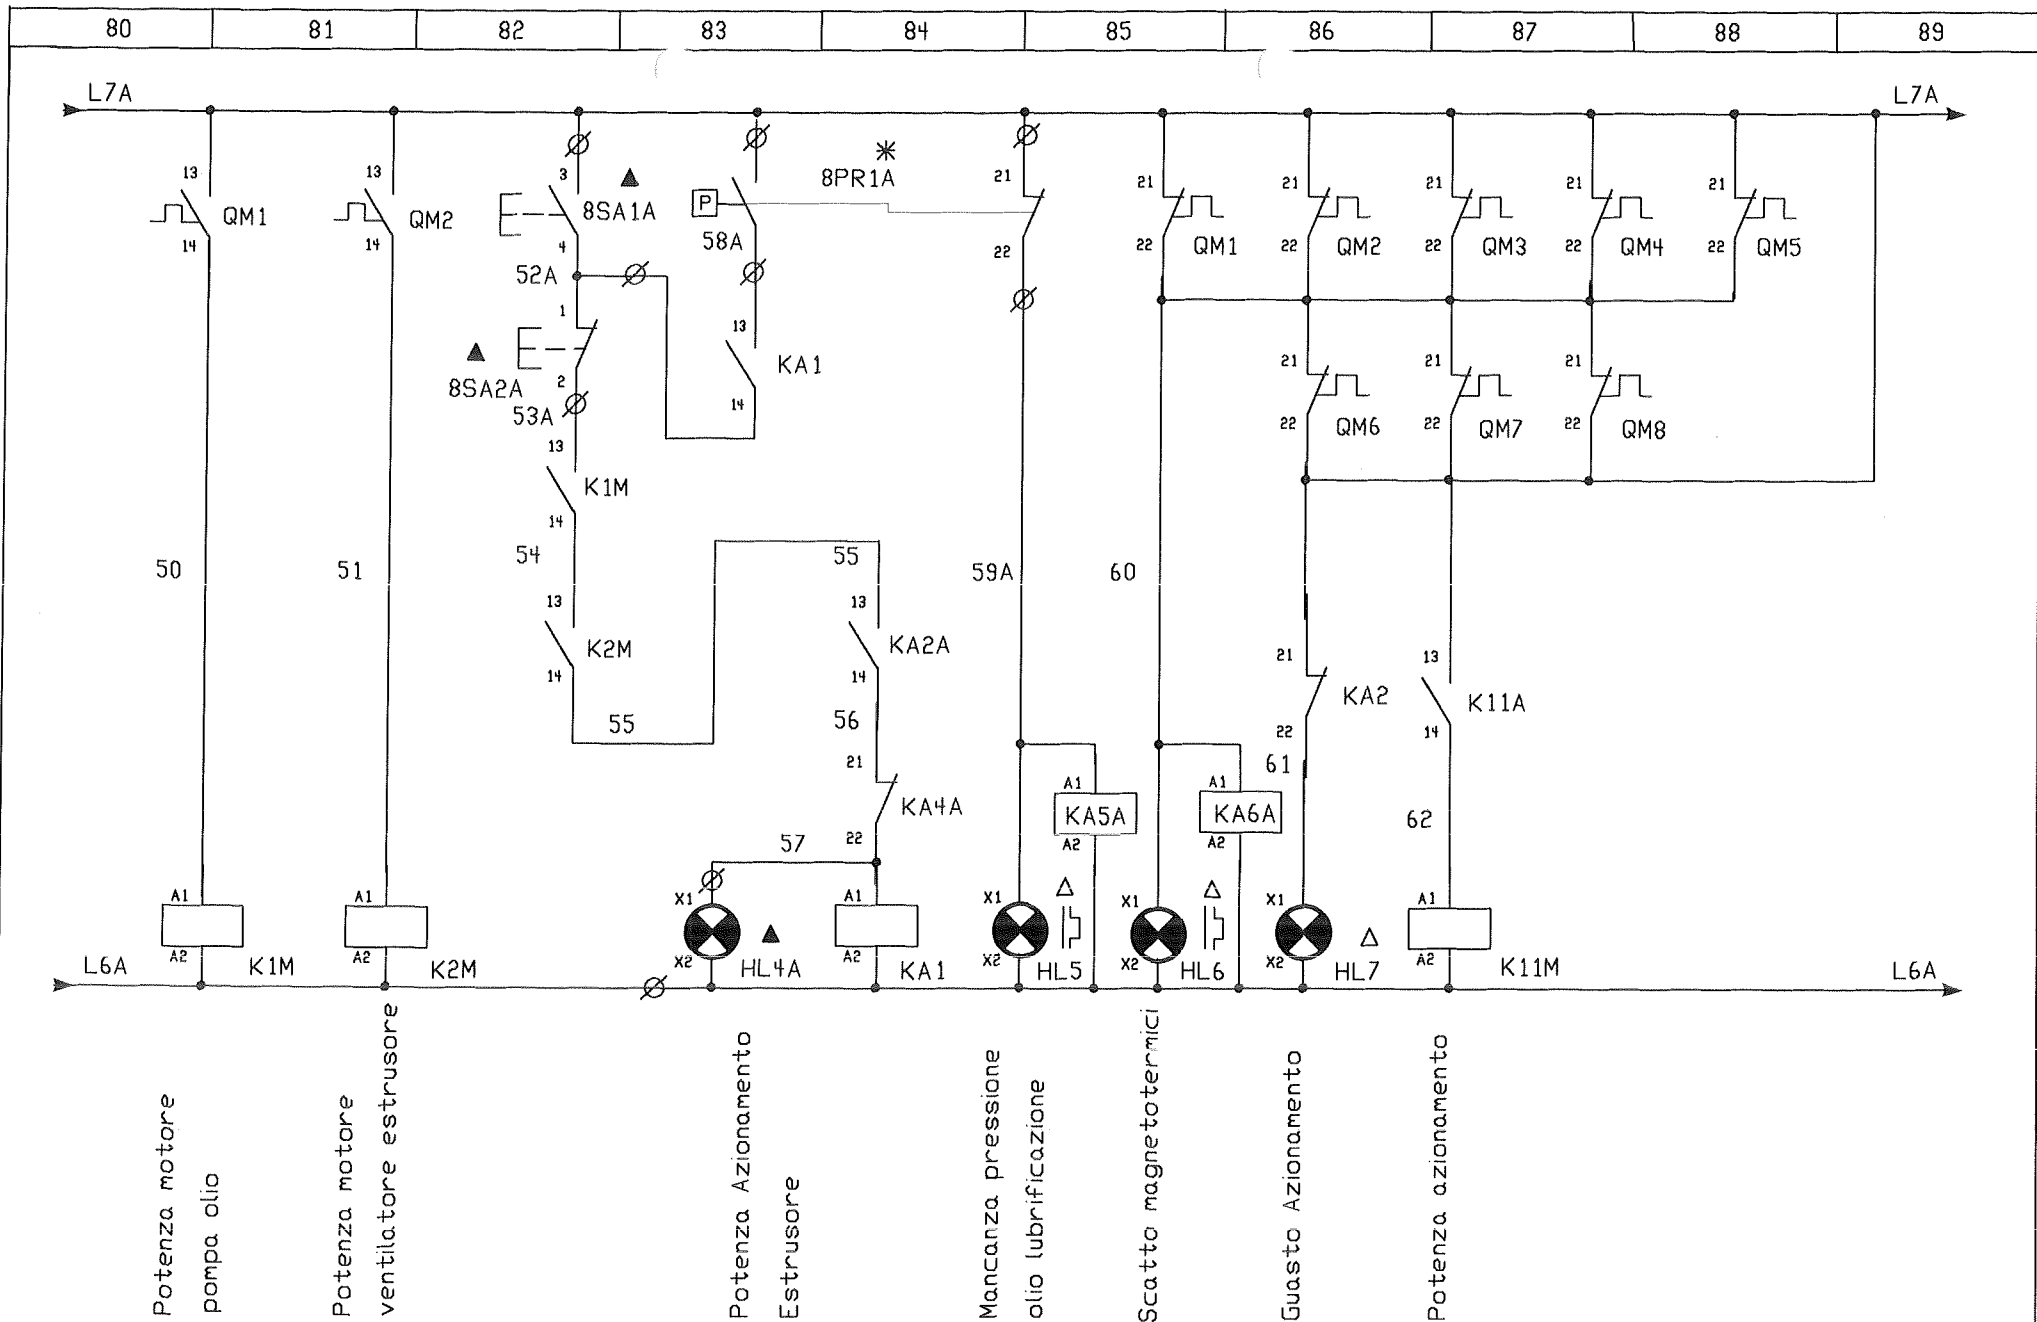 80 81 82 83 84 85 86 87 88 89
L7A L7A
13 13 3 8PR1A 21 21 21 21 21 21
QM1 QM2 8SA1A P
14 14 4 58A 22 22 QM1 22 QM2 22 QM3 22 QM4 22 QM5
52A
1 13
KA1
8SA2A 2 14
53A
21 21 21
22 QM6 22 QM7 22 QM8
13
K1M
14
50 51 54 55 59A 60
13 13
K2M KA2A
14 14
21 13
KA2 K11A
22 14
55 56
21
KA4A
22
61
A1 A1
KA5A KA6A
A2 A2
62
57
A1 A1 X1 A1 X1 X1 X1 A1
A2 A2 X2 A2 X2 X2 X2 A2
L6A K1M K2M HL4A KA1 HL5 HL6 HL7 K11M L6A
Potenza motore
pompa olio
Potenza motore
ventilatore estrusore
Potenza Azionamento
Estrusore
Mancanza pressione
olio lubrificazione
Scatto magnetotermici
Guasto Azionamento
Potenza azionamento